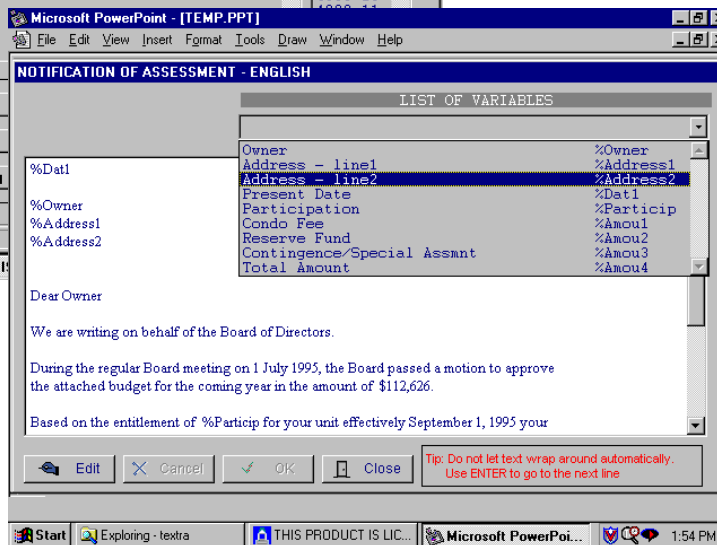 Microsoft PowerPoint - [TEMP.PPT]
File Edit View Insert Format Tools Draw Window Help
NOTIFICATION OF ASSESSMENT - ENGLISH
LIST OF VARIABLES
Owner %Owner
Address - line1 %Address1
Address - line2 %Address2
Present Date %Dat1
Participation %Particip
Condo Fee %Amou1
Reserve Fund %Amou2
Contingence/Special Assmnt %Amou3
Total Amount %Amou4
%Dat1
%Owner
%Address1
%Address2
Dear Owner
We are writing on behalf of the Board of Directors.
During the regular Board meeting on 1 July 1995, the Board passed a motion to approve
the attached budget for the coming year in the amount of $112,626.
Based on the entitlement of %Particip for your unit effectively September 1, 1995 your
Edit Cancel OK Close
Tip: Do not let text wrap around automatically.
Use ENTER to go to the next line
Start Exploring - textra THIS PRODUCT IS LIC... Microsoft PowerPoi... 1:54 PM